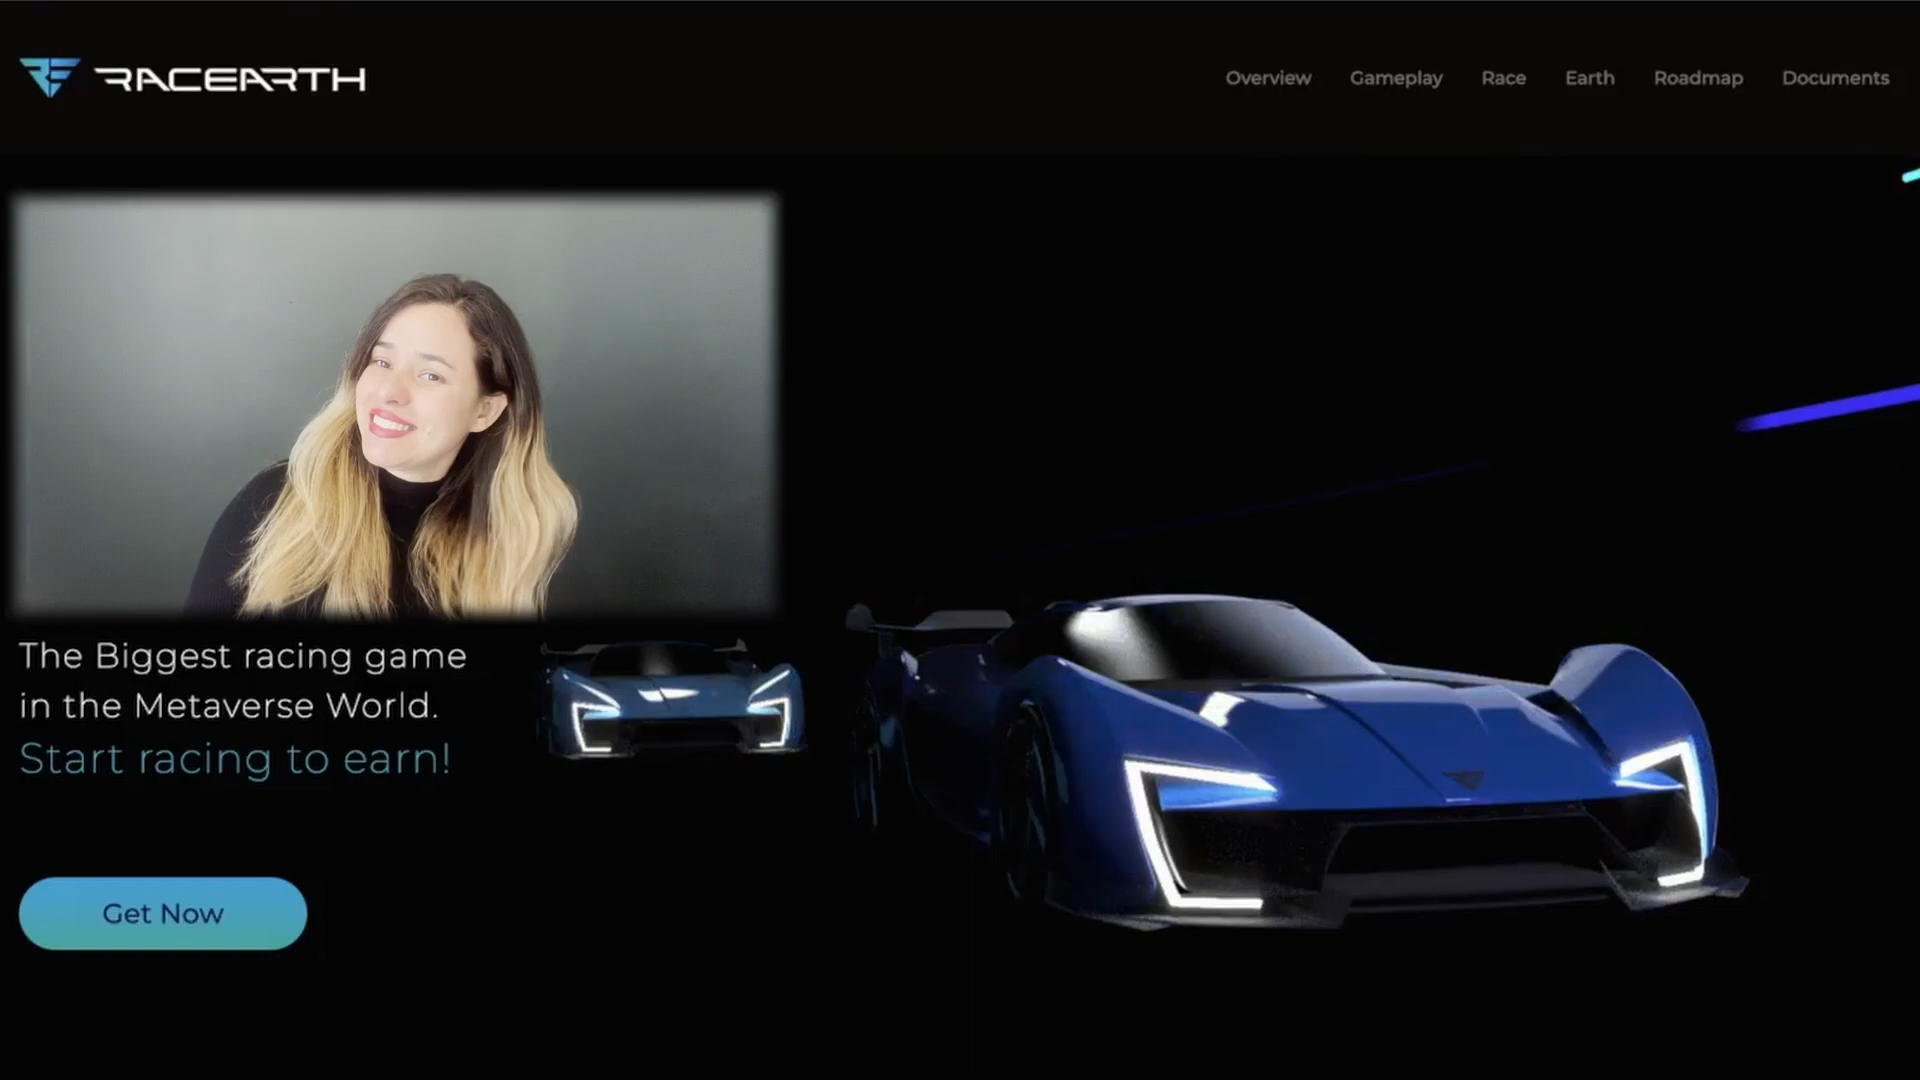 RACEARTH
Overview Gameplay Race Earth Roadmap Documents
The Biggest racing game
in the Metaverse World.
Start racing to earn!
Get Now